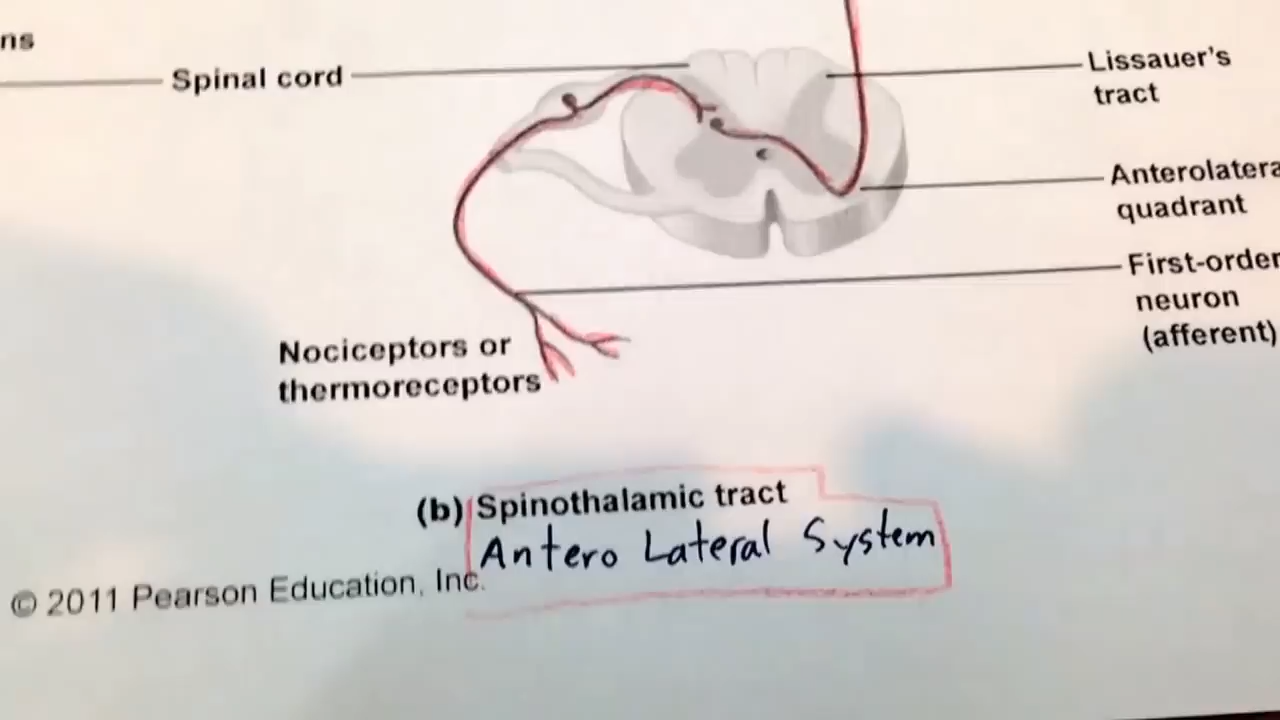 ns
Spinal cord
Lissauer's
tract
Anterolatera
quadrant
First-order
neuron
(afferent)
Nociceptors or
thermoreceptors
(b) Spinothalamic tract
Antero Lateral System
© 2011 Pearson Education, Inc.